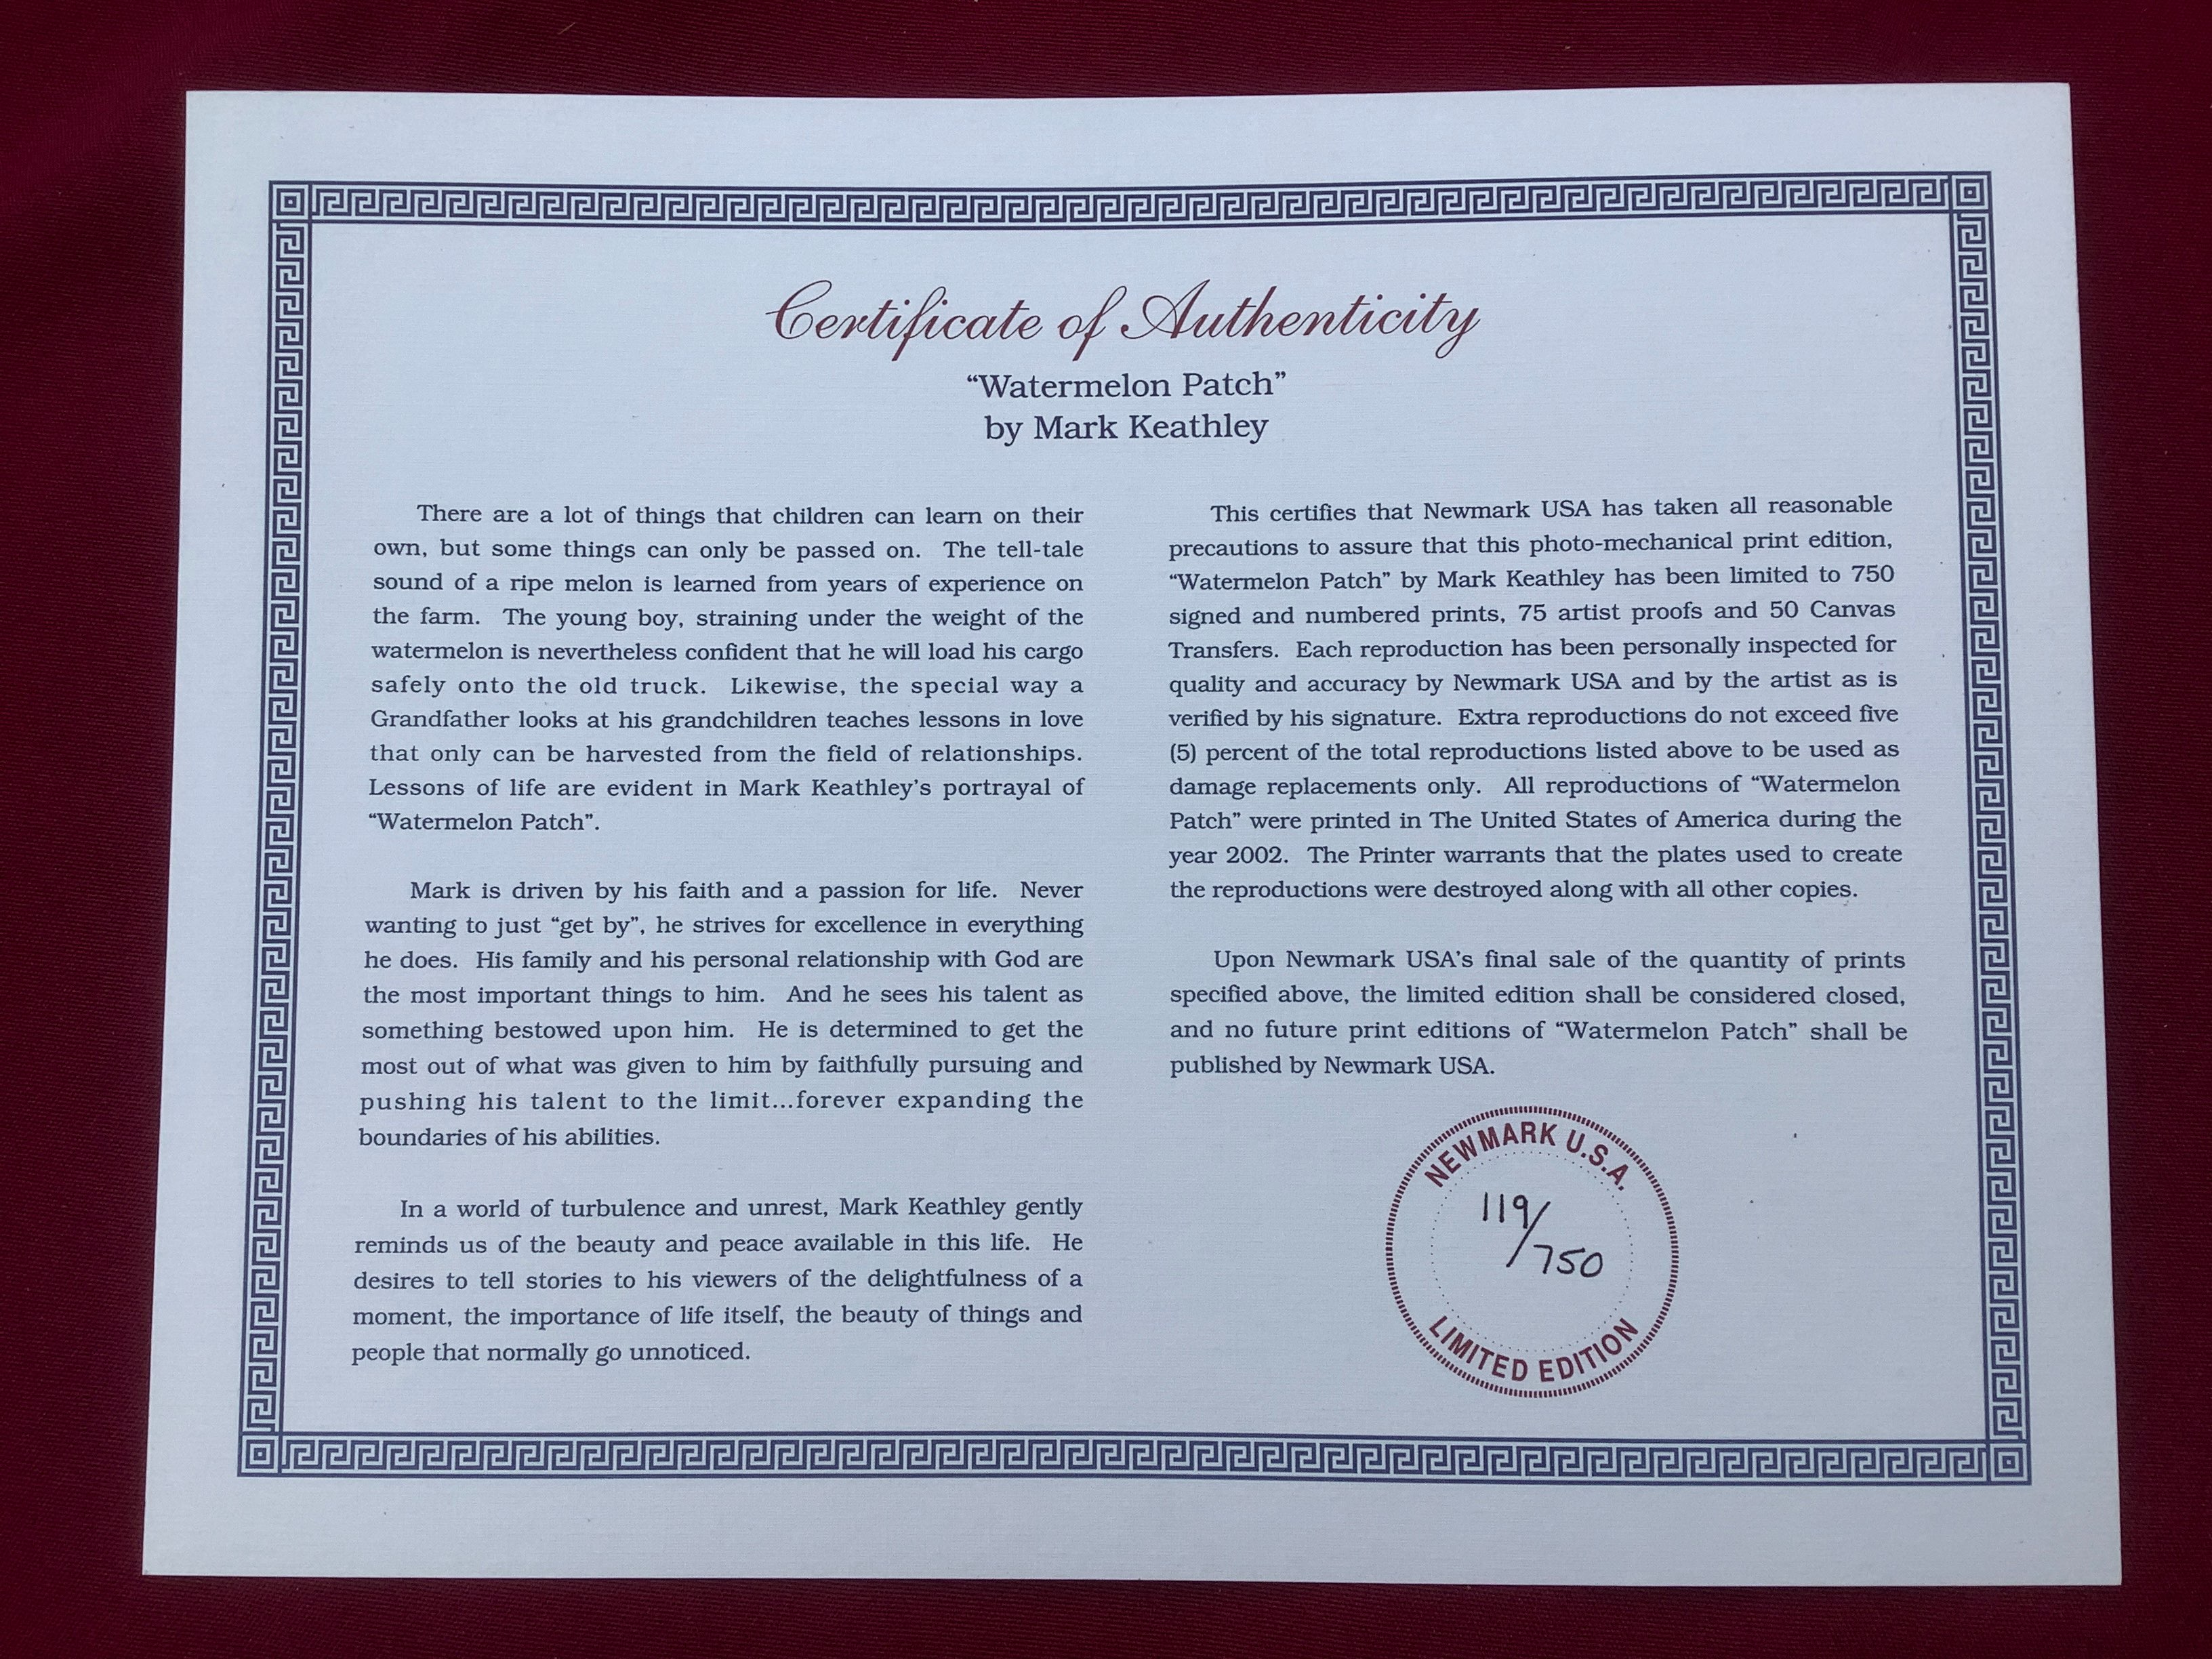 Certificate of Authenticity
“Watermelon Patch”
by Mark Keathley
There are a lot of things that children can learn on their
own, but some things can only be passed on. The tell-tale
sound of a ripe melon is learned from years of experience on
the farm. The young boy, straining under the weight of the
watermelon is nevertheless confident that he will load his cargo
safely onto the old truck. Likewise, the special way a
Grandfather looks at his grandchildren teaches lessons in love
that only can be harvested from the field of relationships.
Lessons of life are evident in Mark Keathley’s portrayal of
“Watermelon Patch”.
Mark is driven by his faith and a passion for life. Never
wanting to just “get by”, he strives for excellence in everything
he does. His family and his personal relationship with God are
the most important things to him. And he sees his talent as
something bestowed upon him. He is determined to get the
most out of what was given to him by faithfully pursuing and
pushing his talent to the limit...forever expanding the
boundaries of his abilities.
In a world of turbulence and unrest, Mark Keathley gently
reminds us of the beauty and peace available in this life. He
desires to tell stories to his viewers of the delightfulness of a
moment, the importance of life itself, the beauty of things and
people that normally go unnoticed.
This certifies that Newmark USA has taken all reasonable
precautions to assure that this photo-mechanical print edition,
“Watermelon Patch” by Mark Keathley has been limited to 750
signed and numbered prints, 75 artist proofs and 50 Canvas
Transfers. Each reproduction has been personally inspected for
quality and accuracy by Newmark USA and by the artist as is
verified by his signature. Extra reproductions do not exceed five
(5) percent of the total reproductions listed above to be used as
damage replacements only. All reproductions of “Watermelon
Patch” were printed in The United States of America during the
year 2002. The Printer warrants that the plates used to create
the reproductions were destroyed along with all other copies.
Upon Newmark USA’s final sale of the quantity of prints
specified above, the limited edition shall be considered closed,
and no future print editions of “Watermelon Patch” shall be
published by Newmark USA.
NEWMARK U.S.A.
119/
750
LIMITED EDITION